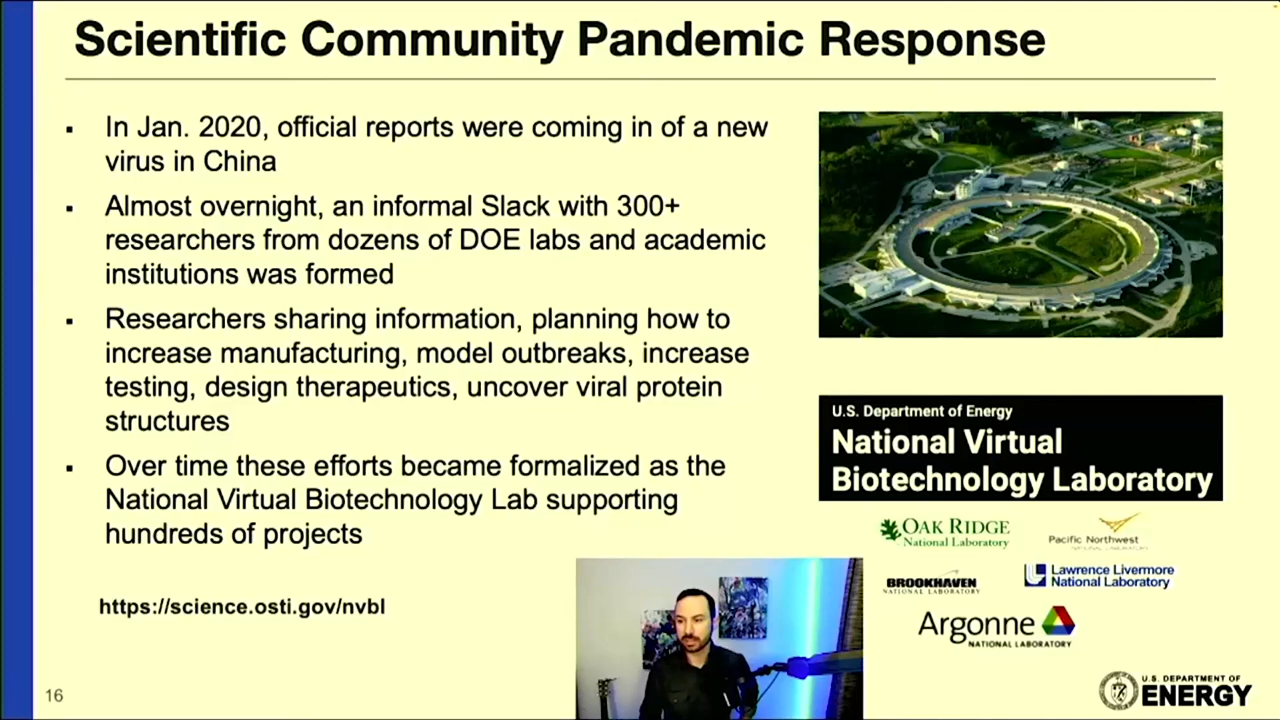 Scientific Community Pandemic Response
In Jan. 2020, official reports were coming in of a new
virus in China
Almost overnight, an informal Slack with 300+
researchers from dozens of DOE labs and academic
institutions was formed
Researchers sharing information, planning how to
increase manufacturing, model outbreaks, increase
testing, design therapeutics, uncover viral protein
structures
Over time these efforts became formalized as the
National Virtual Biotechnology Lab supporting
hundreds of projects
https://science.osti.gov/nvbl
U.S. Department of Energy
National Virtual
Biotechnology Laboratory
OAK RIDGE
National Laboratory
Pacific Northwest
NATIONAL LABORATORY
BROOKHAVEN
NATIONAL LABORATORY
Lawrence Livermore
National Laboratory
Argonne
NATIONAL LABORATORY
16
U.S. DEPARTMENT OF
ENERGY